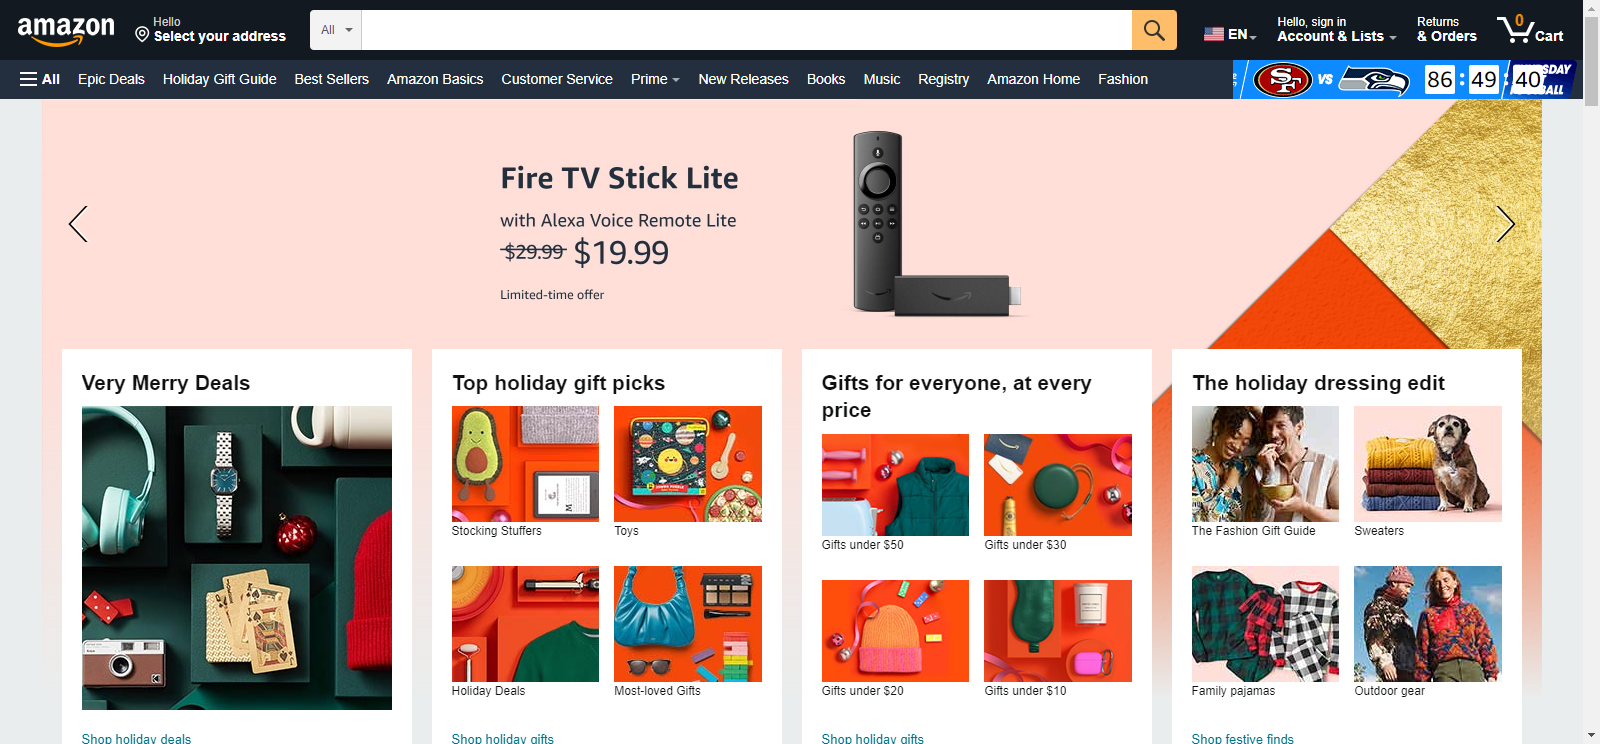 amazon
Hello
Select your address
All
EN
Hello, sign in
Account & Lists
Returns
& Orders
0
Cart
All
Epic Deals
Holiday Gift Guide
Best Sellers
Amazon Basics
Customer Service
Prime
New Releases
Books
Music
Registry
Amazon Home
Fashion
SF
VS
86 : 49 : 40
Fire TV Stick Lite
with Alexa Voice Remote Lite
$29.99 $19.99
Limited-time offer
Very Merry Deals
Shop holiday deals
Top holiday gift picks
Stocking Stuffers
Toys
Holiday Deals
Most-loved Gifts
Shop holiday gifts
Gifts for everyone, at every
price
Gifts under $50
Gifts under $30
Gifts under $20
Gifts under $10
Shop holiday gifts
The holiday dressing edit
The Fashion Gift Guide
Sweaters
Family pajamas
Outdoor gear
Shop festive finds